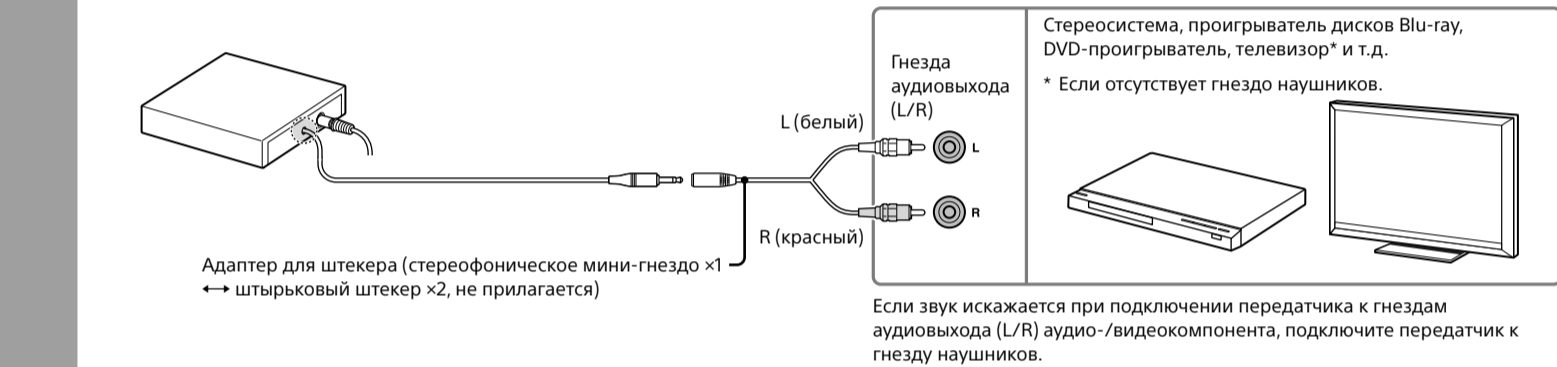 Стереосистема, проигрыватель дисков Blu-ray,
DVD-проигрыватель, телевизор* и т.д.
* Если отсутствует гнездо наушников.
Гнезда
аудиовыхода
(L/R)
L (белый)
L
R
R (красный)
Адаптер для штекера (стереофоническое мини-гнездо ×1
↔ штырьковый штекер ×2, не прилагается)
Если звук искажается при подключении передатчика к гнездам
аудиовыхода (L/R) аудио-/видеокомпонента, подключите передатчик к
гнезду наушников.